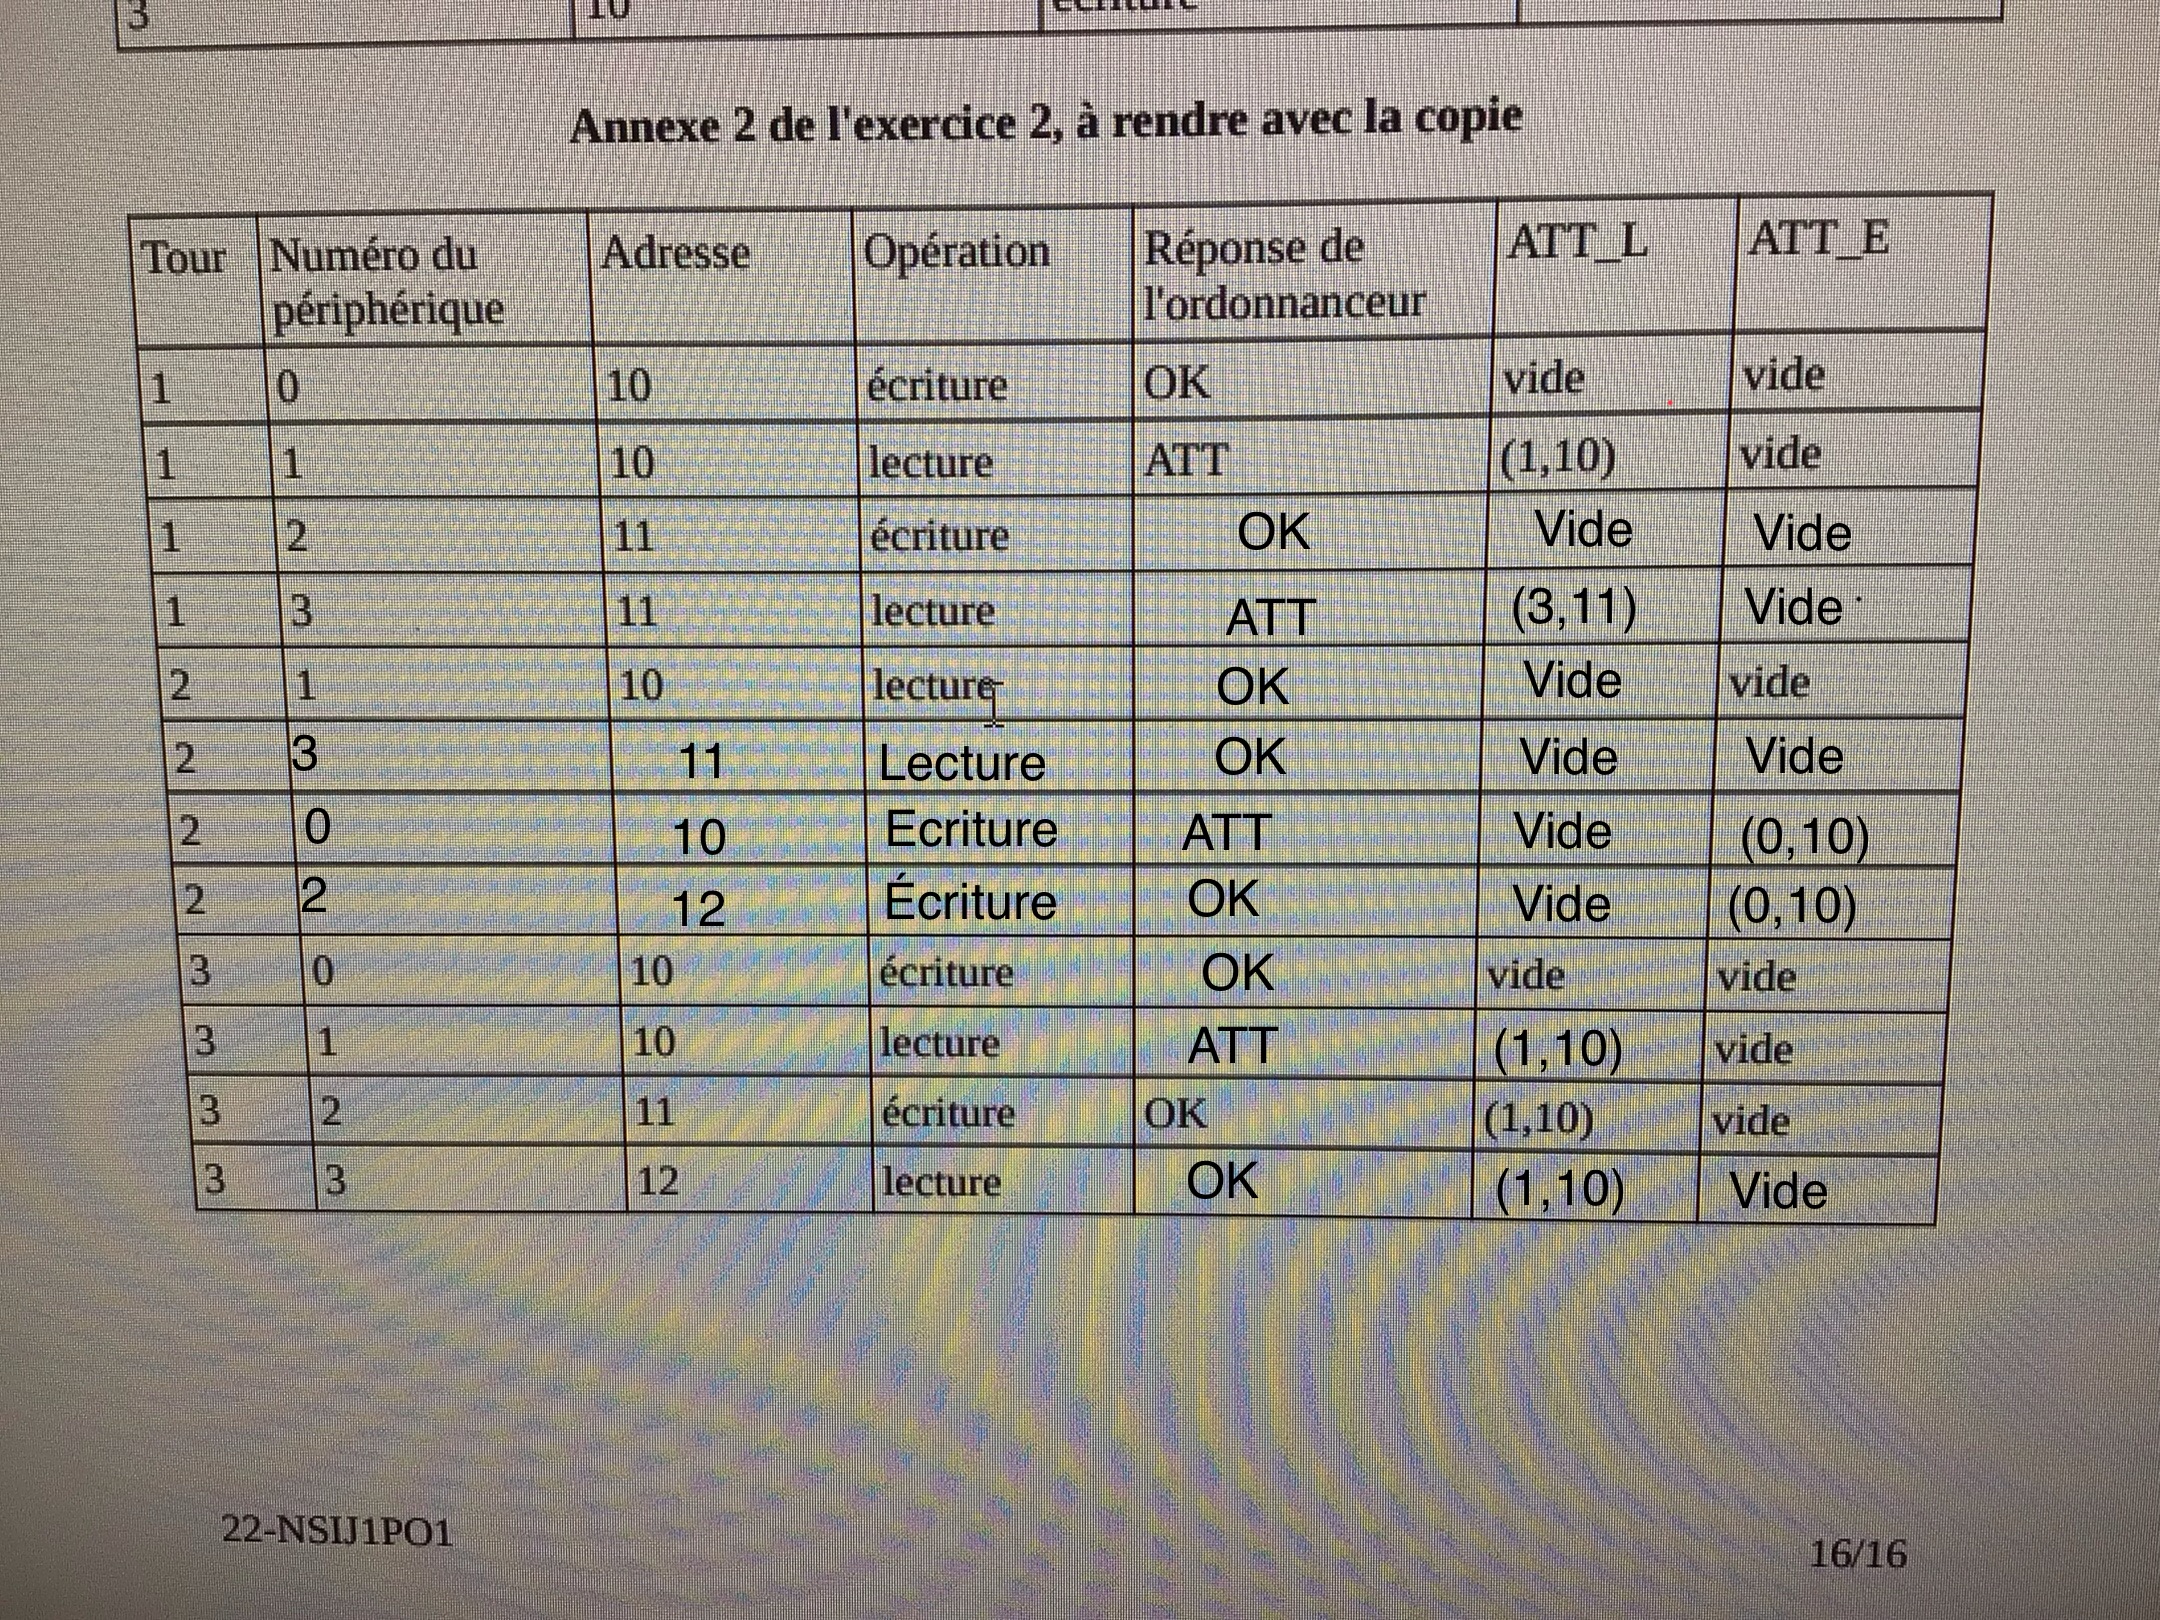 3 10 écriture
Annexe 2 de l'exercice 2, à rendre avec la copie
Tour Numéro du périphérique Adresse Opération Réponse de l'ordonnanceur ATT_L ATT_E
1 0 10 écriture OK vide vide
1 1 10 lecture ATT (1,10) vide
1 2 11 écriture OK Vide Vide
1 3 11 lecture ATT (3,11) Vide
2 1 10 lecture OK Vide vide
2 3 11 Lecture OK Vide Vide
2 0 10 Ecriture ATT Vide (0,10)
2 2 12 Écriture OK Vide (0,10)
3 0 10 écriture OK vide vide
3 1 10 lecture ATT (1,10) vide
3 2 11 écriture OK (1,10) vide
3 3 12 lecture OK (1,10) Vide
22-NSIJ1PO1
16/16